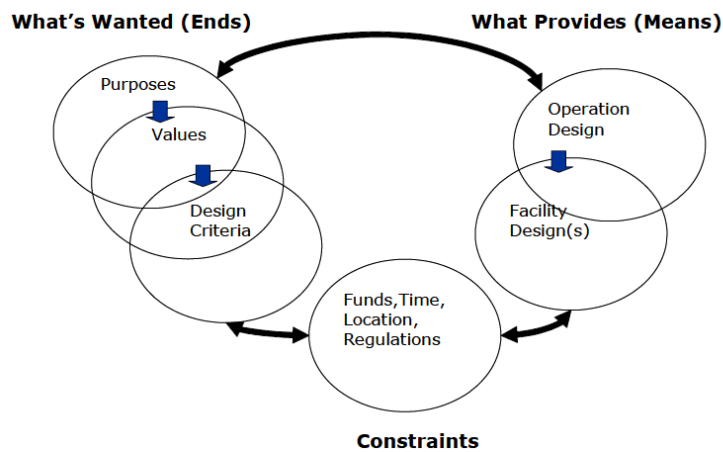 What's Wanted (Ends)
What Provides (Means)
Purposes
Values
Design
Criteria
Operation
Design
Facility
Design(s)
Funds,Time,
Location,
Regulations
Constraints